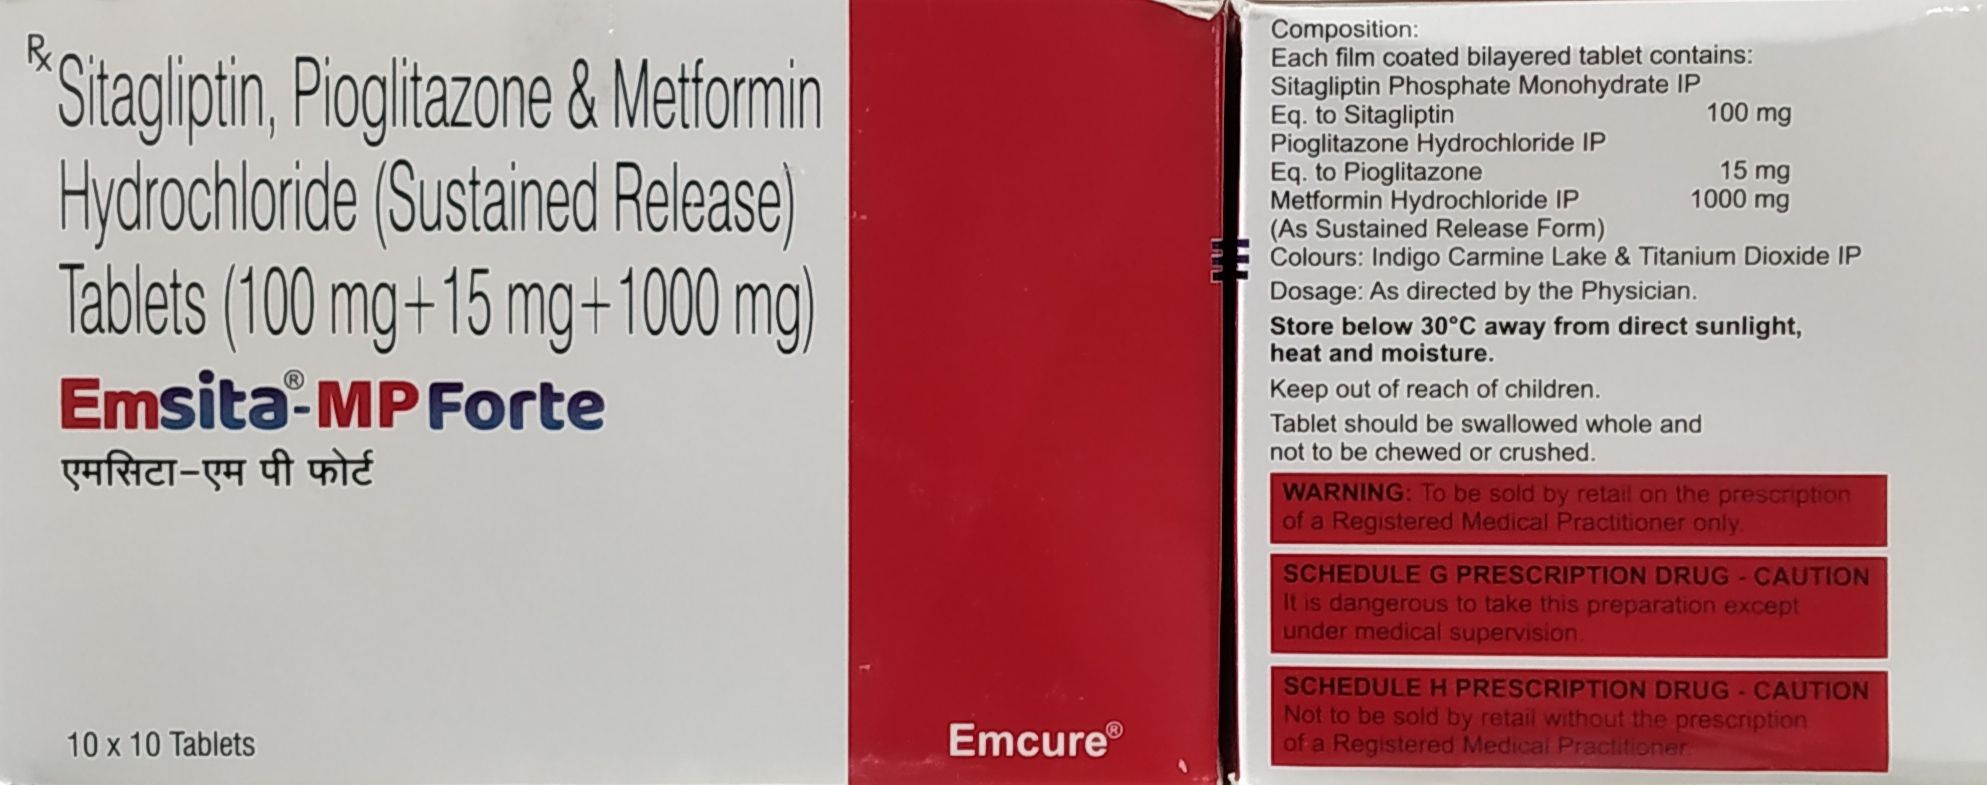 Rx Sitagliptin, Pioglitazone & Metformin
Hydrochloride (Sustained Release)
Tablets (100 mg+15 mg+1000 mg)
Emsita®-MP Forte
एमसिटा-एम पी फोर्ट
10 x 10 Tablets
Emcure®
Composition:
Each film coated bilayered tablet contains:
Sitagliptin Phosphate Monohydrate IP
Eq. to Sitagliptin 100 mg
Pioglitazone Hydrochloride IP
Eq. to Pioglitazone 15 mg
Metformin Hydrochloride IP 1000 mg
(As Sustained Release Form)
Colours: Indigo Carmine Lake & Titanium Dioxide IP
Dosage: As directed by the Physician.
Store below 30°C away from direct sunlight,
heat and moisture.
Keep out of reach of children.
Tablet should be swallowed whole and
not to be chewed or crushed.
WARNING: To be sold by retail on the prescription
of a Registered Medical Practitioner only.
SCHEDULE G PRESCRIPTION DRUG - CAUTION
It is dangerous to take this preparation except
under medical supervision.
SCHEDULE H PRESCRIPTION DRUG - CAUTION
Not to be sold by retail without the prescription
of a Registered Medical Practitioner.